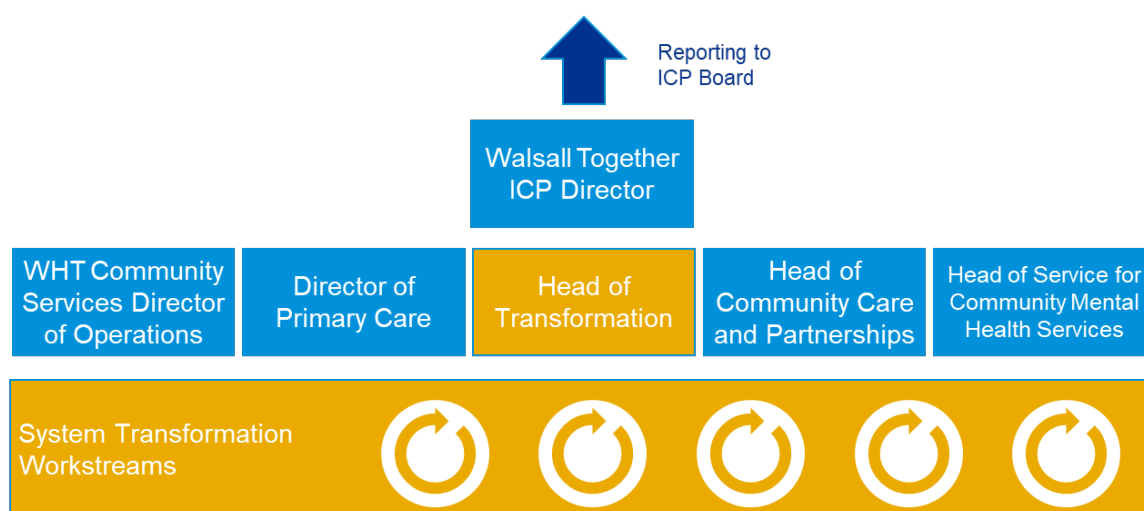 Reporting to
ICP Board
Walsall Together
ICP Director
WHT Community
Services Director
of Operations
Director of
Primary Care
Head of
Transformation
Head of
Community Care
and Partnerships
Head of Service for
Community Mental
Health Services
System Transformation
Workstreams